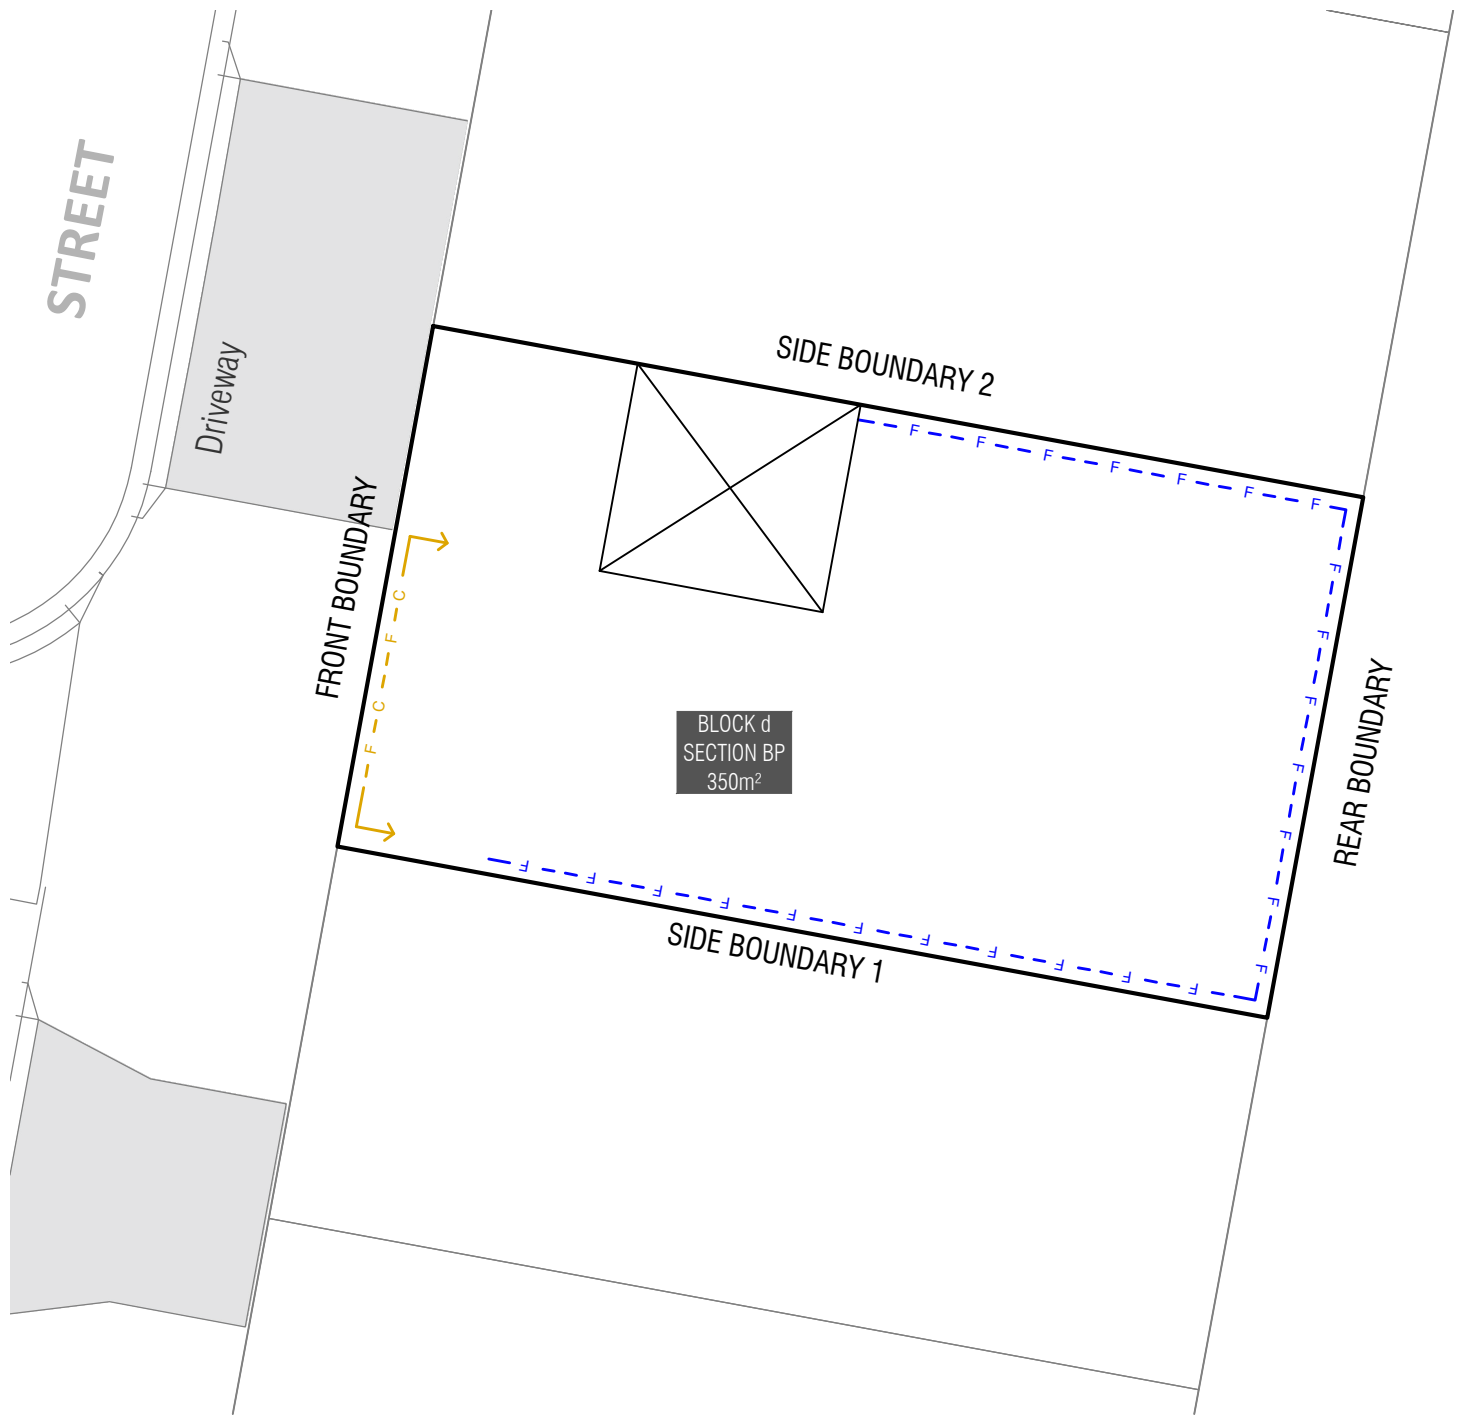 STREET
Driveway
SIDE BOUNDARY 2
F F F F F F F
FRONT BOUNDARY
C
F
C
F
F
F
F
F
F
F
F
BLOCK d
SECTION BP
350m²
REAR BOUNDARY
F F F F F F F F F F F
SIDE BOUNDARY 1